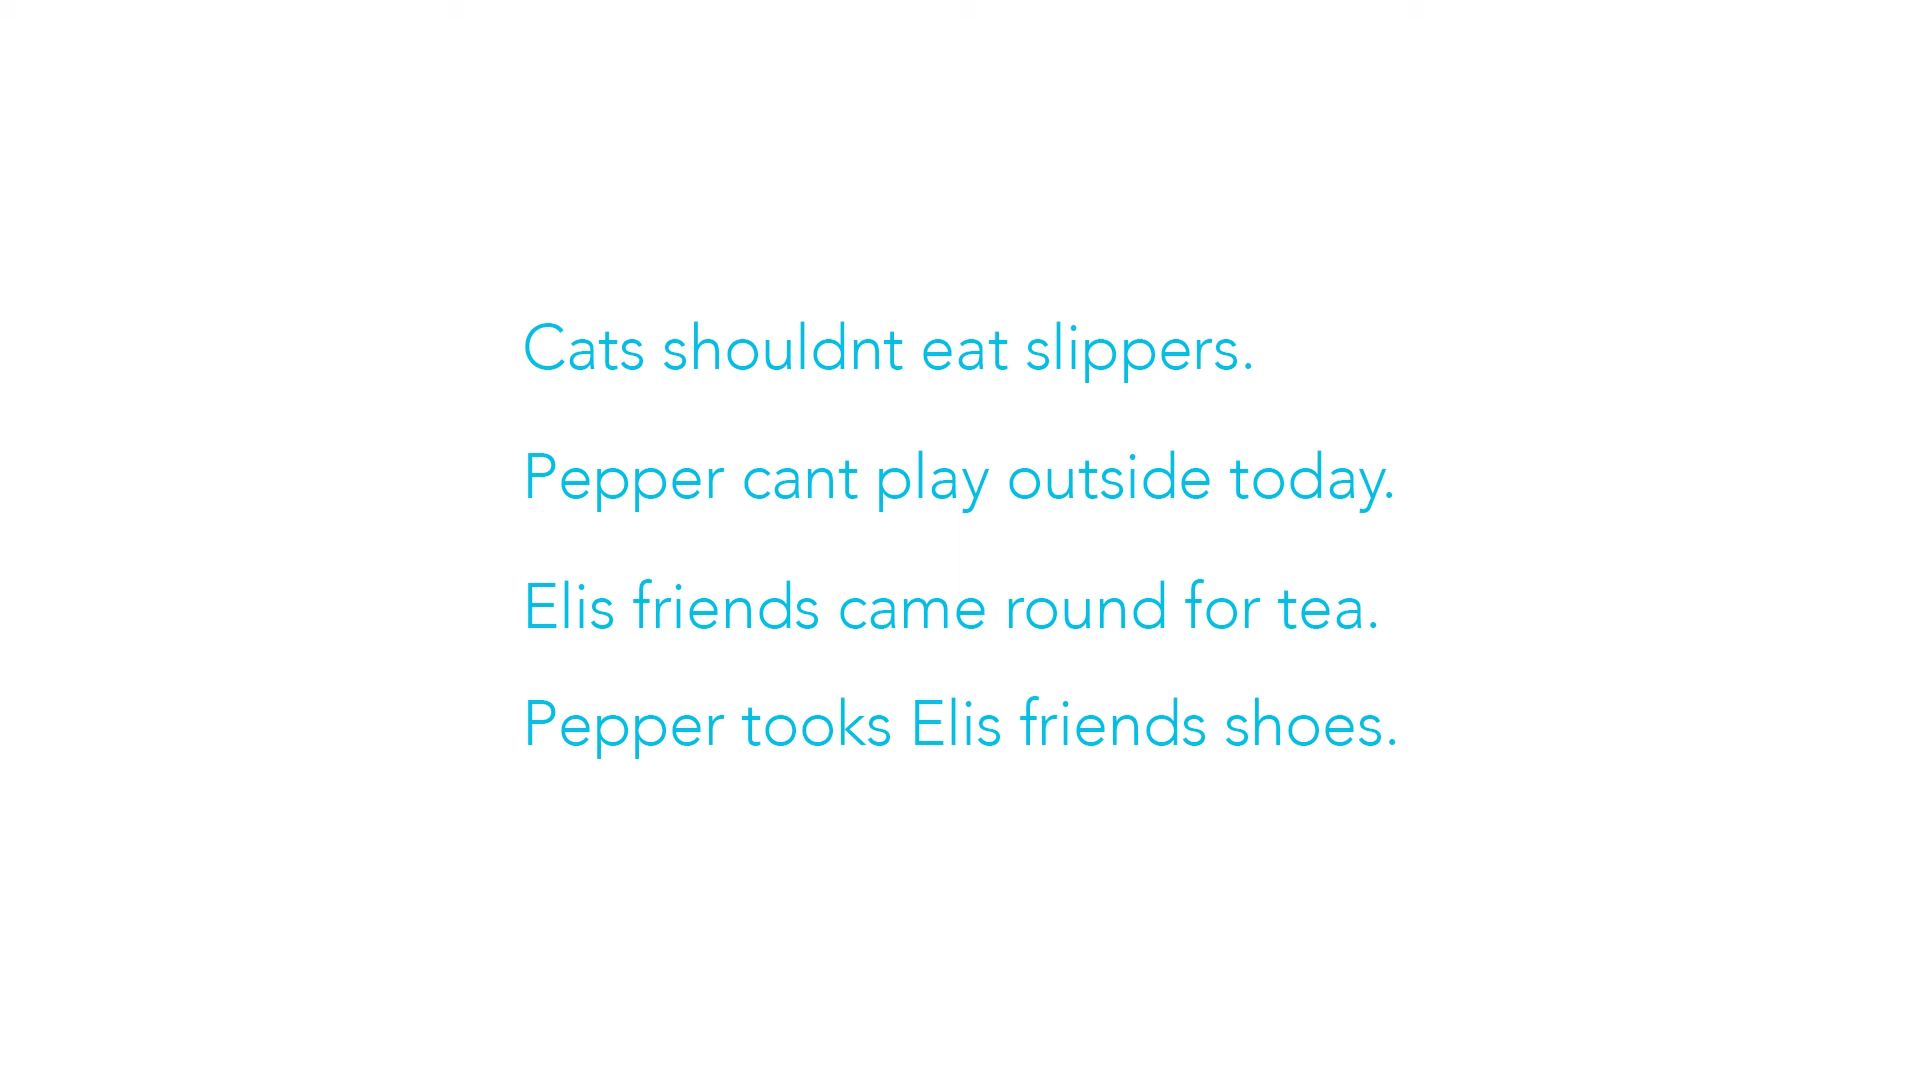 Cats shouldnt eat slippers.
Pepper cant play outside today.
Elis friends came round for tea.
Pepper tooks Elis friends shoes.